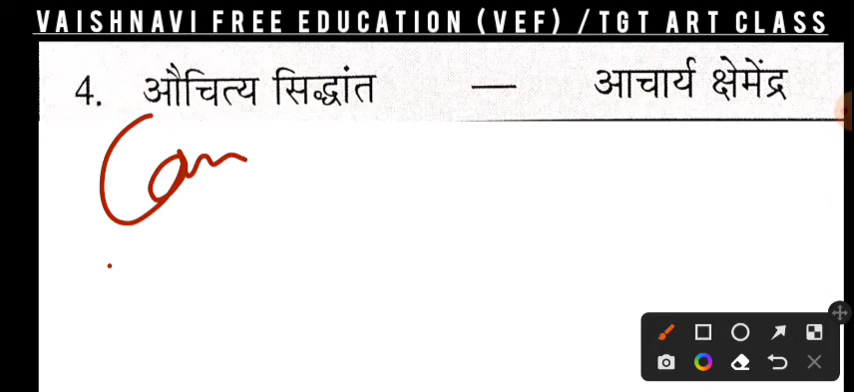 VAISHNAVI FREE EDUCATION (VEF) / TGT ART CLASS
4. औचित्य सिद्धांत — आचार्य क्षेमेंद्र